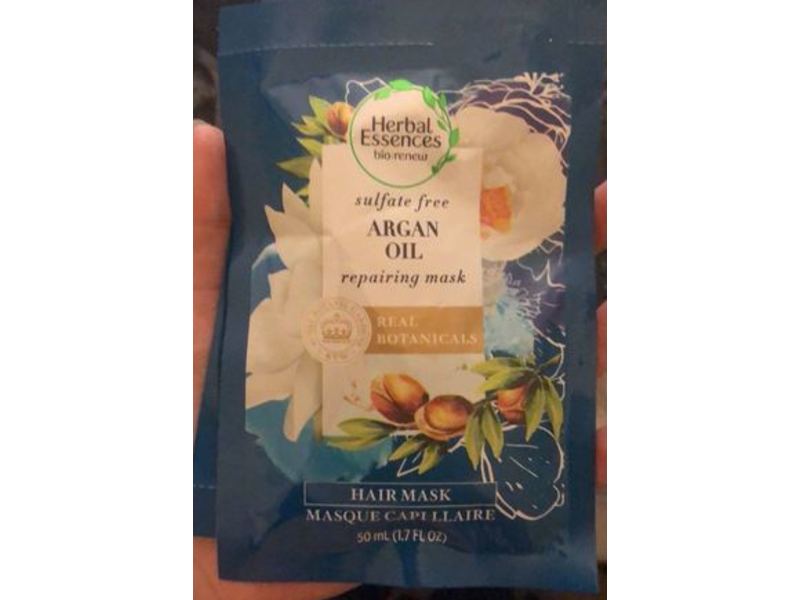 Herbal
Essences
bio:renew
sulfate free
ARGAN
OIL
repairing mask
REAL
BOTANICALS
KEW
HAIR MASK
MASQUE CAPILLAIRE
50 mL (1.7 FL OZ)